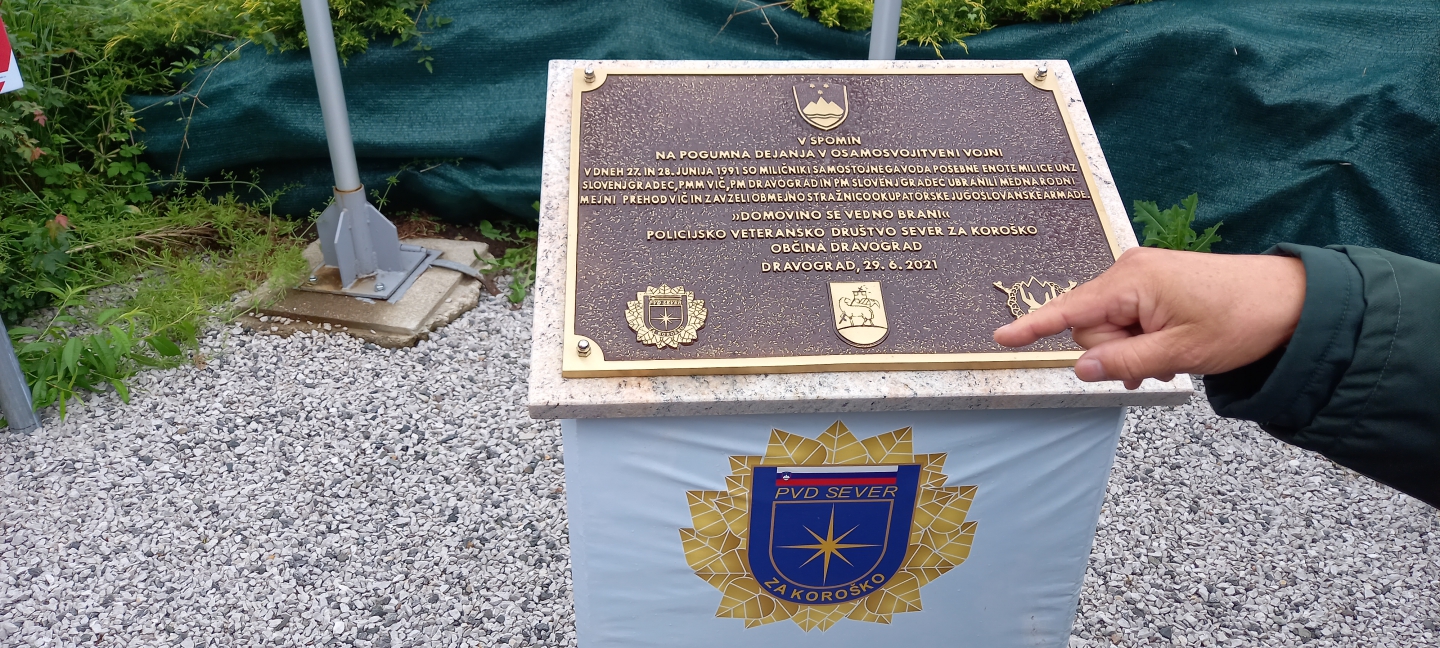 V SPOMIN
NA POGUMNA DEJANJA V OSAMOSVOJITVENI VOJNI
V DNEH 27. IN 28. JUNIJA 1991 SO MILIČNIKI SAMOSTOJNEGA VODA POSEBNE ENOTE MILICE UNZ
SLOVENJ GRADEC, PMM VIČ, PM DRAVOGRAD IN PM SLOVENJ GRADEC UBRANILI MEDNARODNI
MEJNI PREHOD VIČ IN ZAVZELI OBMEJNO STRAŽNICO OKUPATORSKE JUGOSLOVANSKE ARMADE.
»DOMOVINO SE VEDNO BRANI«
POLICIJSKO VETERANSKO DRUŠTVO SEVER ZA KOROŠKO
OBČINA DRAVOGRAD
DRAVOGRAD, 29. 6. 2021
PVD SEVER
PVD SEVER
ZA KOROŠKO